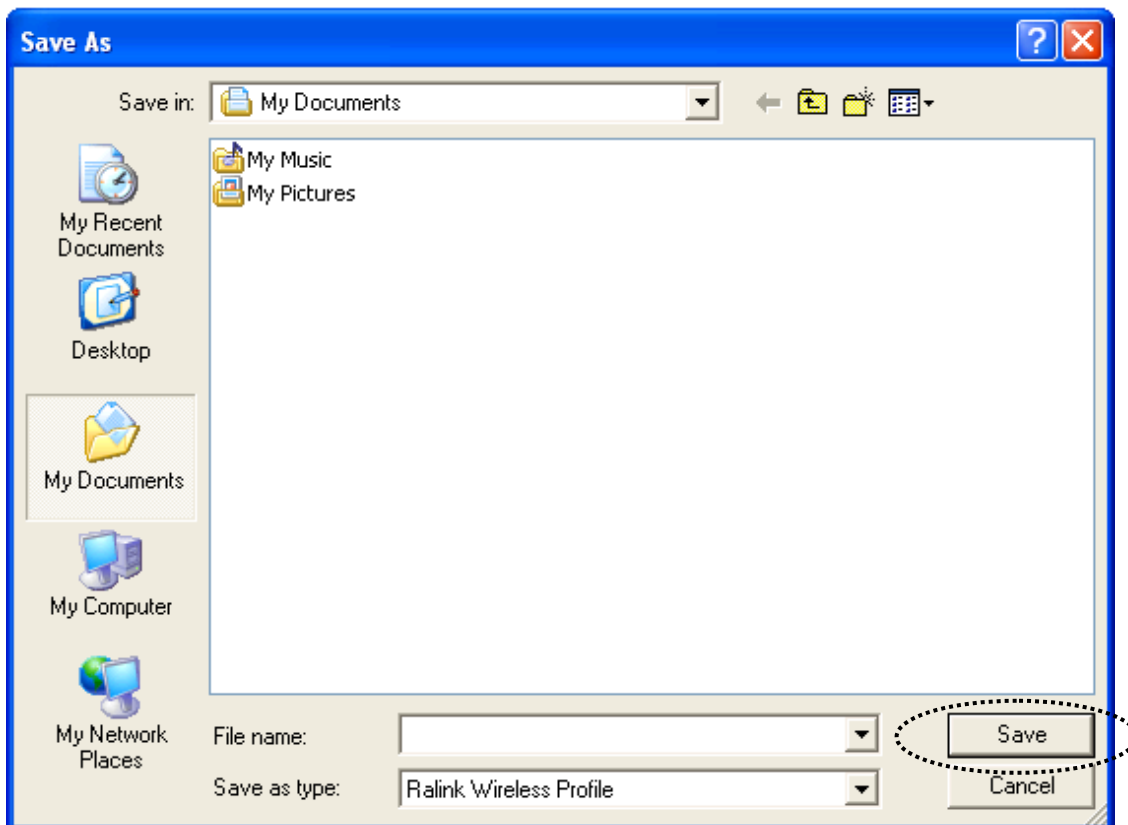 Save As
Save in:
My Documents
My Music
My Pictures
My Recent
Documents
Desktop
My Documents
My Computer
My Network
Places
File name:
Save
Save as type:
Ralink Wireless Profile
Cancel